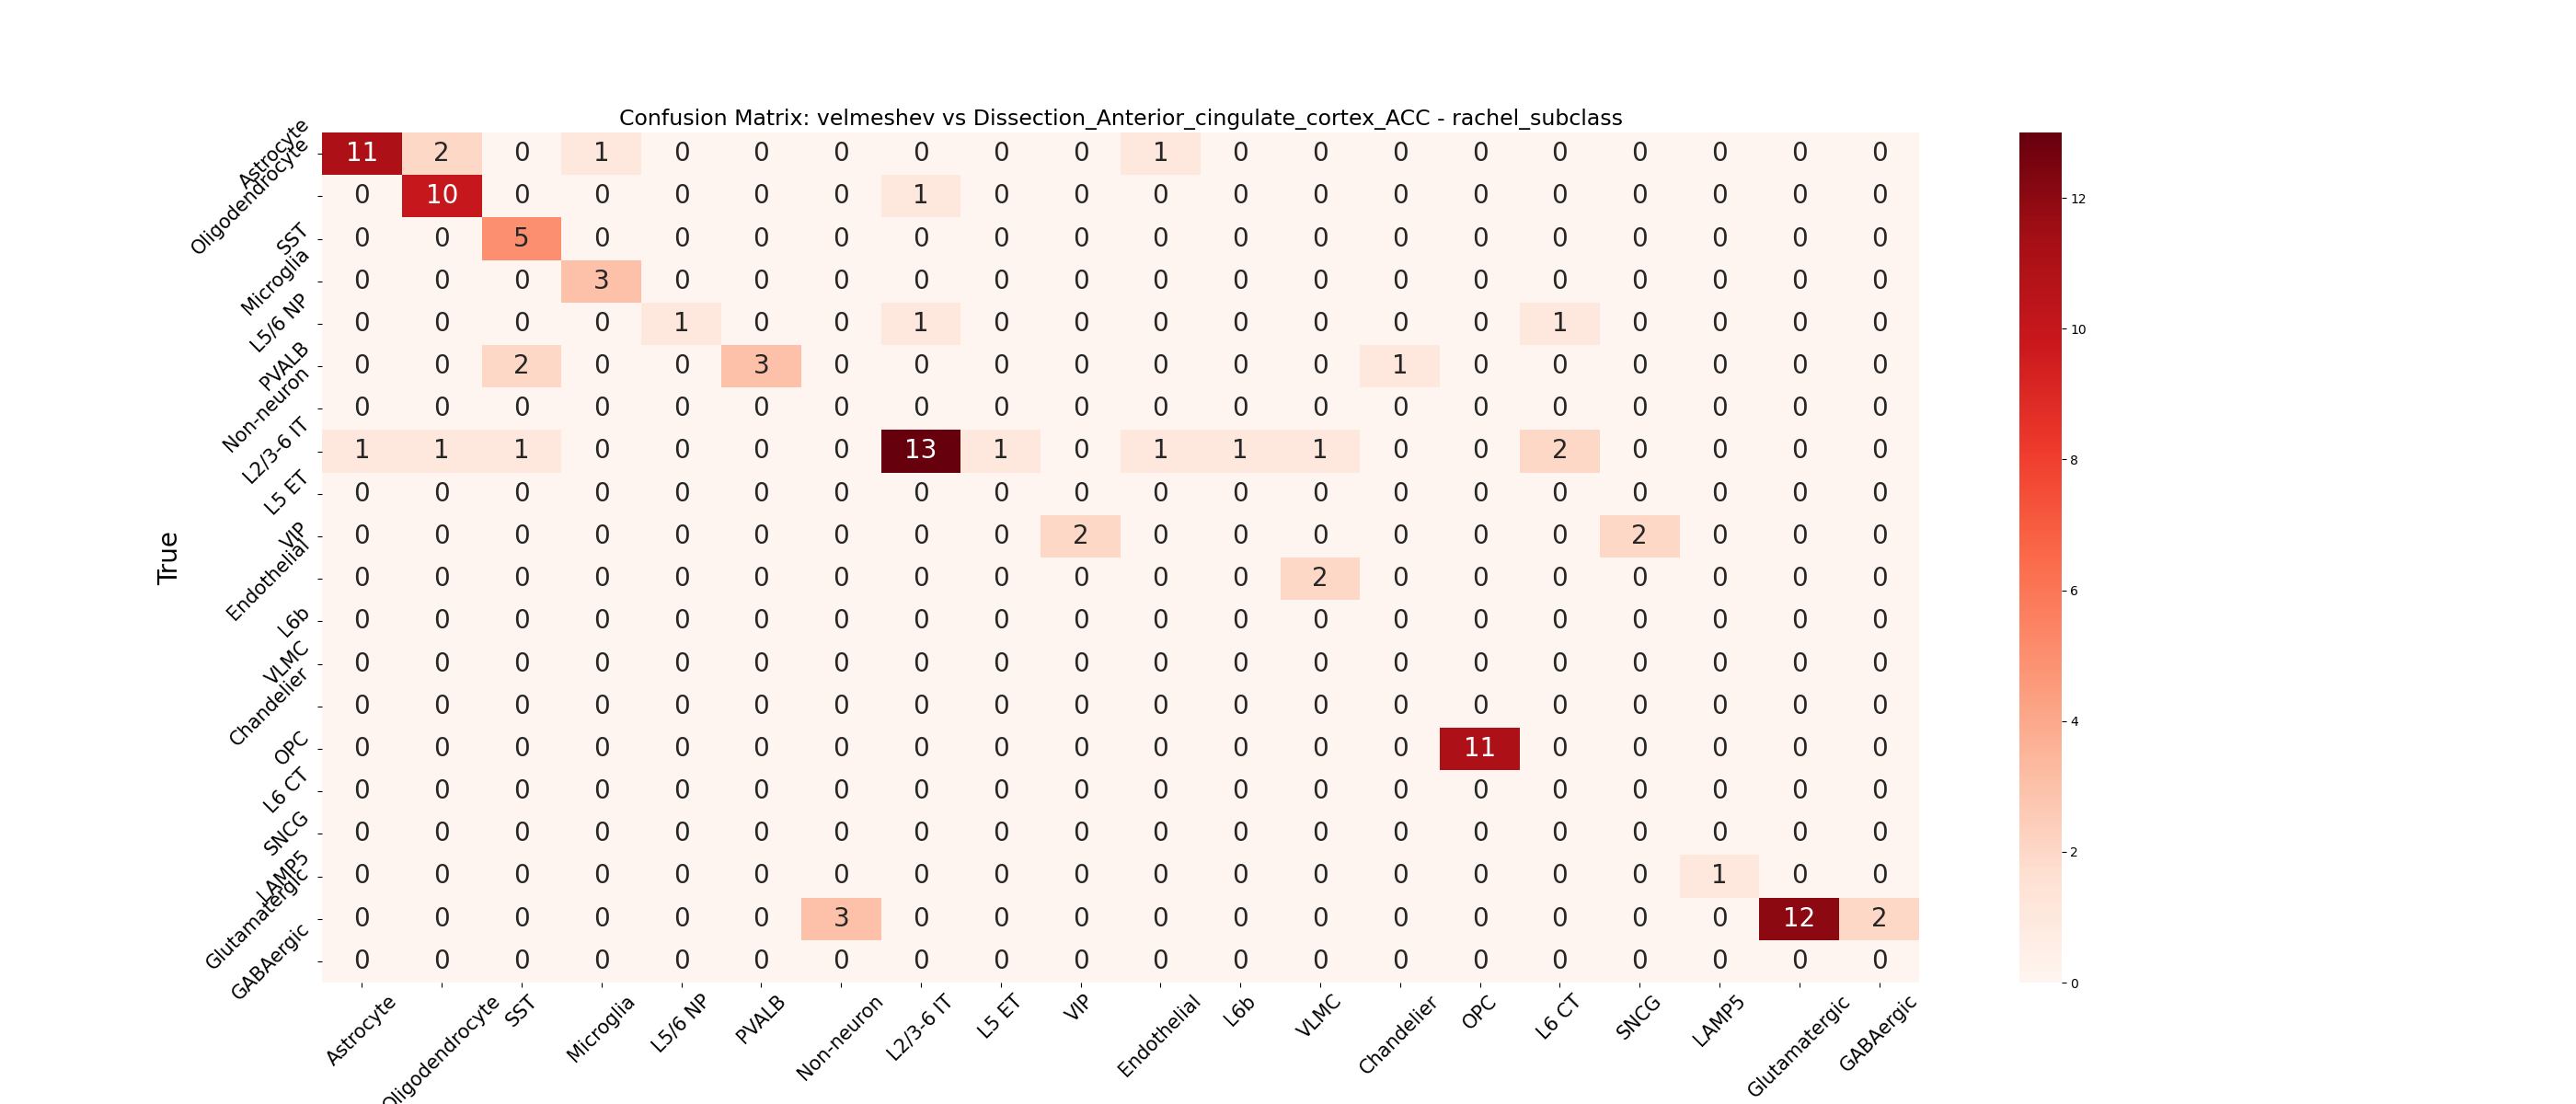 Confusion Matrix: velmeshev vs Dissection_Anterior_cingulate_cortex_ACC - rachel_subclass
True
Astrocyte 11 2 0 1 0 0 0 0 0 0 1 0 0 0 0 0 0 0 0 0
Oligodendrocyte 0 10 0 0 0 0 0 1 0 0 0 0 0 0 0 0 0 0 0 0
SST 0 0 5 0 0 0 0 0 0 0 0 0 0 0 0 0 0 0 0 0
Microglia 0 0 0 3 0 0 0 0 0 0 0 0 0 0 0 0 0 0 0 0
L5/6 NP 0 0 0 0 1 0 0 1 0 0 0 0 0 0 0 1 0 0 0 0
PVALB 0 0 2 0 0 3 0 0 0 0 0 0 0 1 0 0 0 0 0 0
Non-neuron 0 0 0 0 0 0 0 0 0 0 0 0 0 0 0 0 0 0 0 0
L2/3-6 IT 1 1 1 0 0 0 0 13 1 0 1 1 1 0 0 2 0 0 0 0
L5 ET 0 0 0 0 0 0 0 0 0 0 0 0 0 0 0 0 0 0 0 0
VIP 0 0 0 0 0 0 0 0 0 2 0 0 0 0 0 0 2 0 0 0
Endothelial 0 0 0 0 0 0 0 0 0 0 0 0 2 0 0 0 0 0 0 0
L6b 0 0 0 0 0 0 0 0 0 0 0 0 0 0 0 0 0 0 0 0
VLMC 0 0 0 0 0 0 0 0 0 0 0 0 0 0 0 0 0 0 0 0
Chandelier 0 0 0 0 0 0 0 0 0 0 0 0 0 0 0 0 0 0 0 0
OPC 0 0 0 0 0 0 0 0 0 0 0 0 0 0 11 0 0 0 0 0
L6 CT 0 0 0 0 0 0 0 0 0 0 0 0 0 0 0 0 0 0 0 0
SNCG 0 0 0 0 0 0 0 0 0 0 0 0 0 0 0 0 0 0 0 0
LAMP5 0 0 0 0 0 0 0 0 0 0 0 0 0 0 0 0 0 1 0 0
Glutamatergic 0 0 0 0 0 0 3 0 0 0 0 0 0 0 0 0 0 0 12 2
GABAergic 0 0 0 0 0 0 0 0 0 0 0 0 0 0 0 0 0 0 0 0
Astrocyte Oligodendrocyte SST Microglia L5/6 NP PVALB Non-neuron L2/3-6 IT L5 ET VIP Endothelial L6b VLMC Chandelier OPC L6 CT SNCG LAMP5 Glutamatergic GABAergic
12
10
8
6
4
2
0